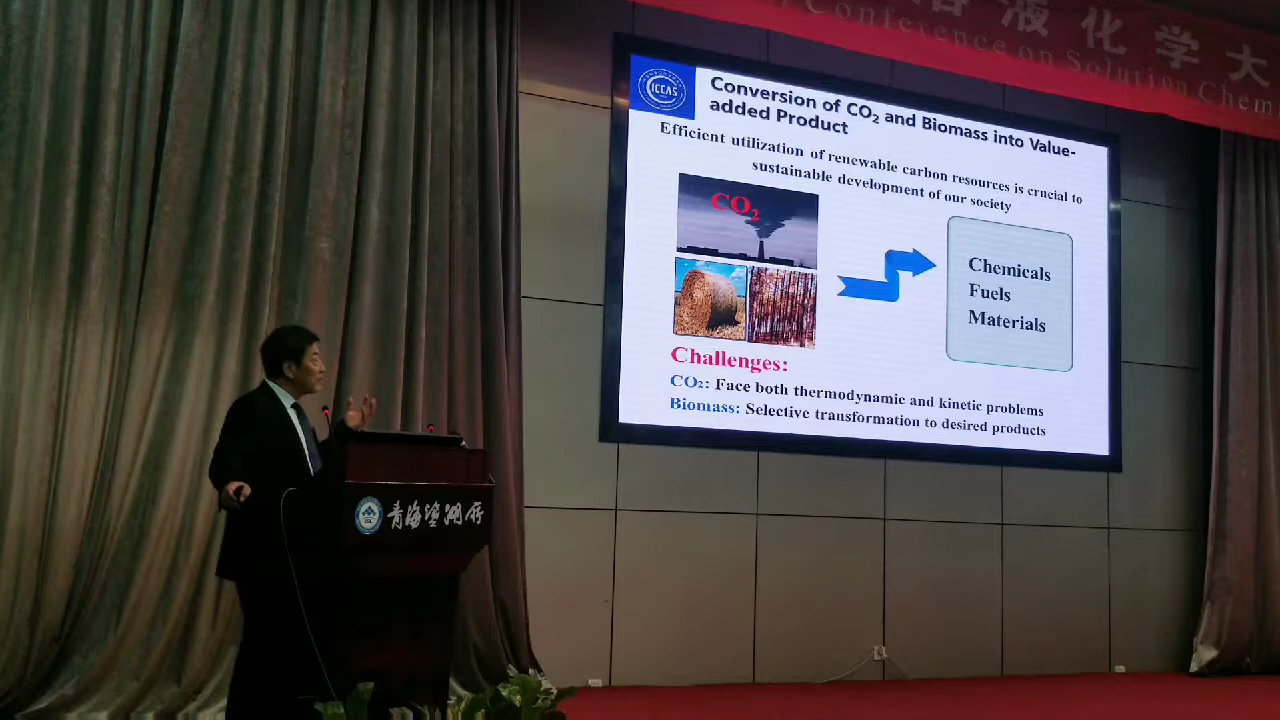 液化学大
Conference on Solution Chem
ICCAS
Conversion of CO₂ and Biomass into Value-
added Product
Efficient utilization of renewable carbon resources is crucial to
sustainable development of our society
CO₂
Chemicals
Fuels
Materials
Challenges:
CO₂: Face both thermodynamic and kinetic problems
Biomass: Selective transformation to desired products
青海盐湖所